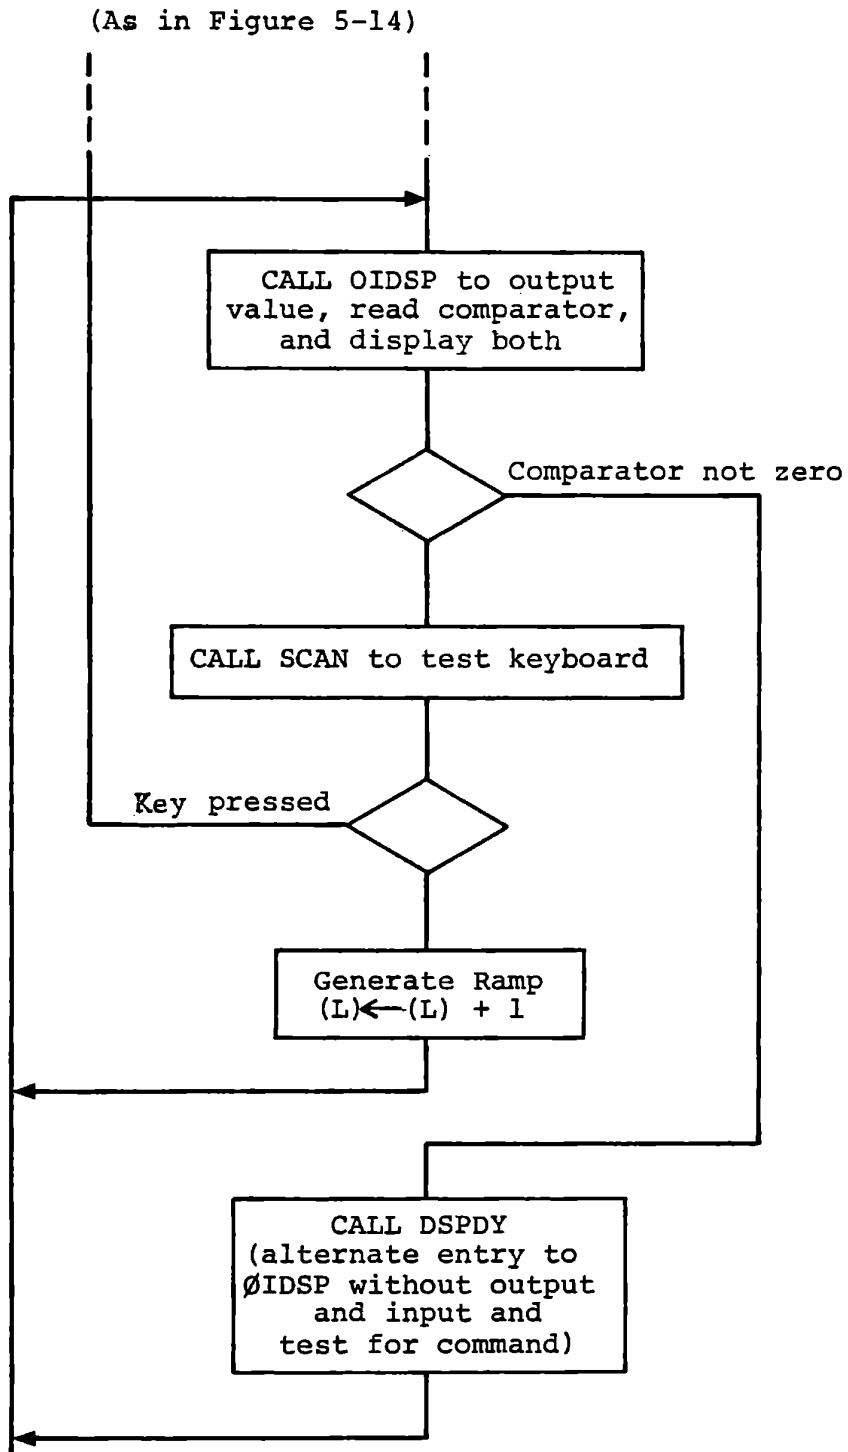 (As in Figure 5-14)
CALL OIDSP to output
value, read comparator,
and display both
Comparator not zero
CALL SCAN to test keyboard
Key pressed
Generate Ramp
(L)←(L) + 1
CALL DSPDY
(alternate entry to
ØIDSP without output
and input and
test for command)